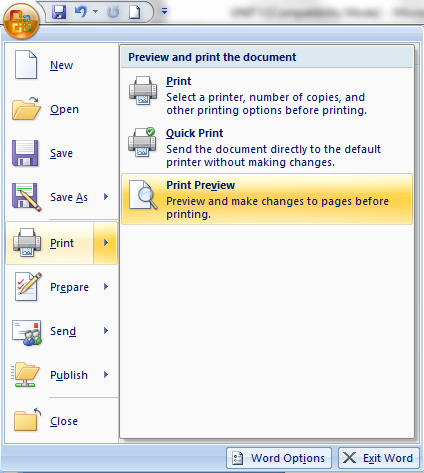 New
Open
Save
Save As
Print
Prepare
Send
Publish
Close
Preview and print the document
Print
Select a printer, number of copies, and
other printing options before printing.
Quick Print
Send the document directly to the default
printer without making changes.
Print Preview
Preview and make changes to pages before
printing.
Word Options
Exit Word